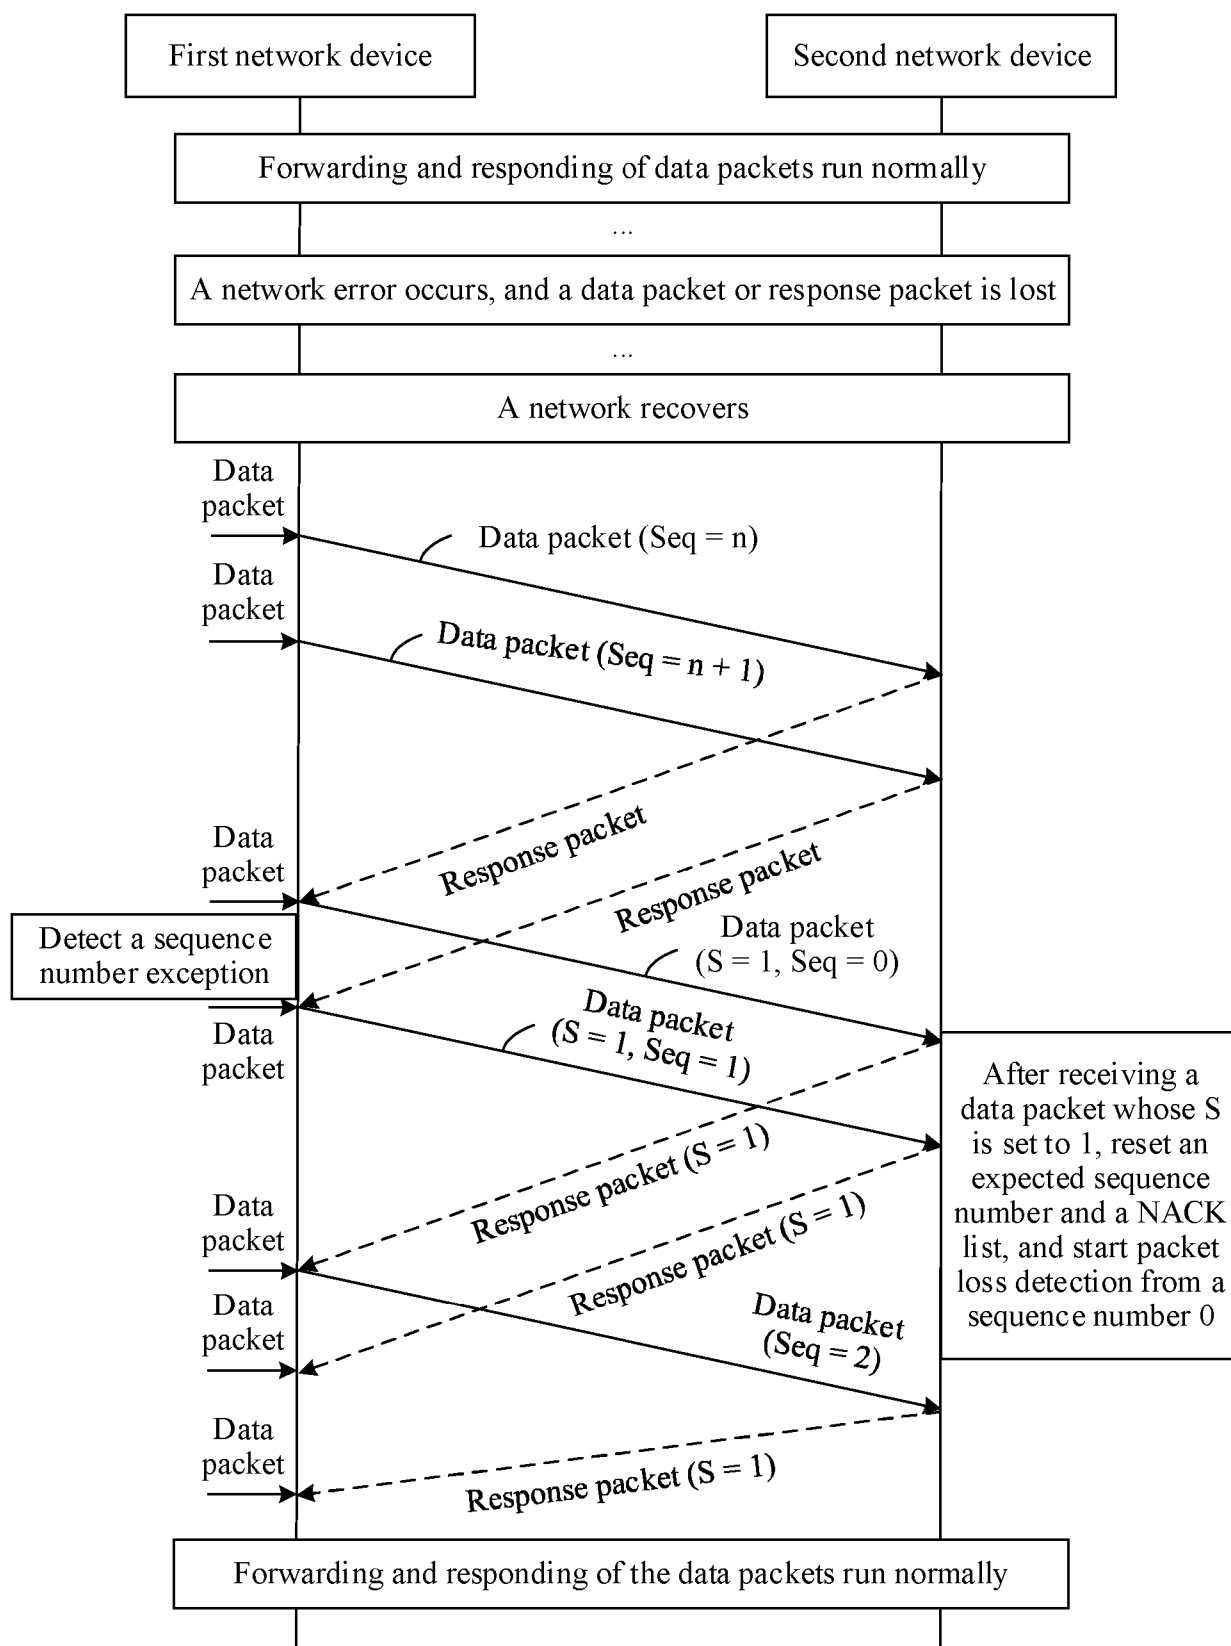 First network device
Second network device
Forwarding and responding of data packets run normally
...
A network error occurs, and a data packet or response packet is lost
...
A network recovers
Data
packet
Data packet (Seq = n)
Data
packet
Data packet (Seq = n + 1)
Response packet
Data
packet
Response packet
Detect a sequence
number exception
Data packet
(S = 1, Seq = 0)
Data
packet
Data packet
(S = 1, Seq = 1)
After receiving a
data packet whose S
is set to 1, reset an
expected sequence
number and a NACK
list, and start packet
loss detection from a
sequence number 0
Response packet (S = 1)
Data
packet
Response packet (S = 1)
Data
packet
Data packet
(Seq = 2)
Data
packet
Response packet (S = 1)
Forwarding and responding of the data packets run normally